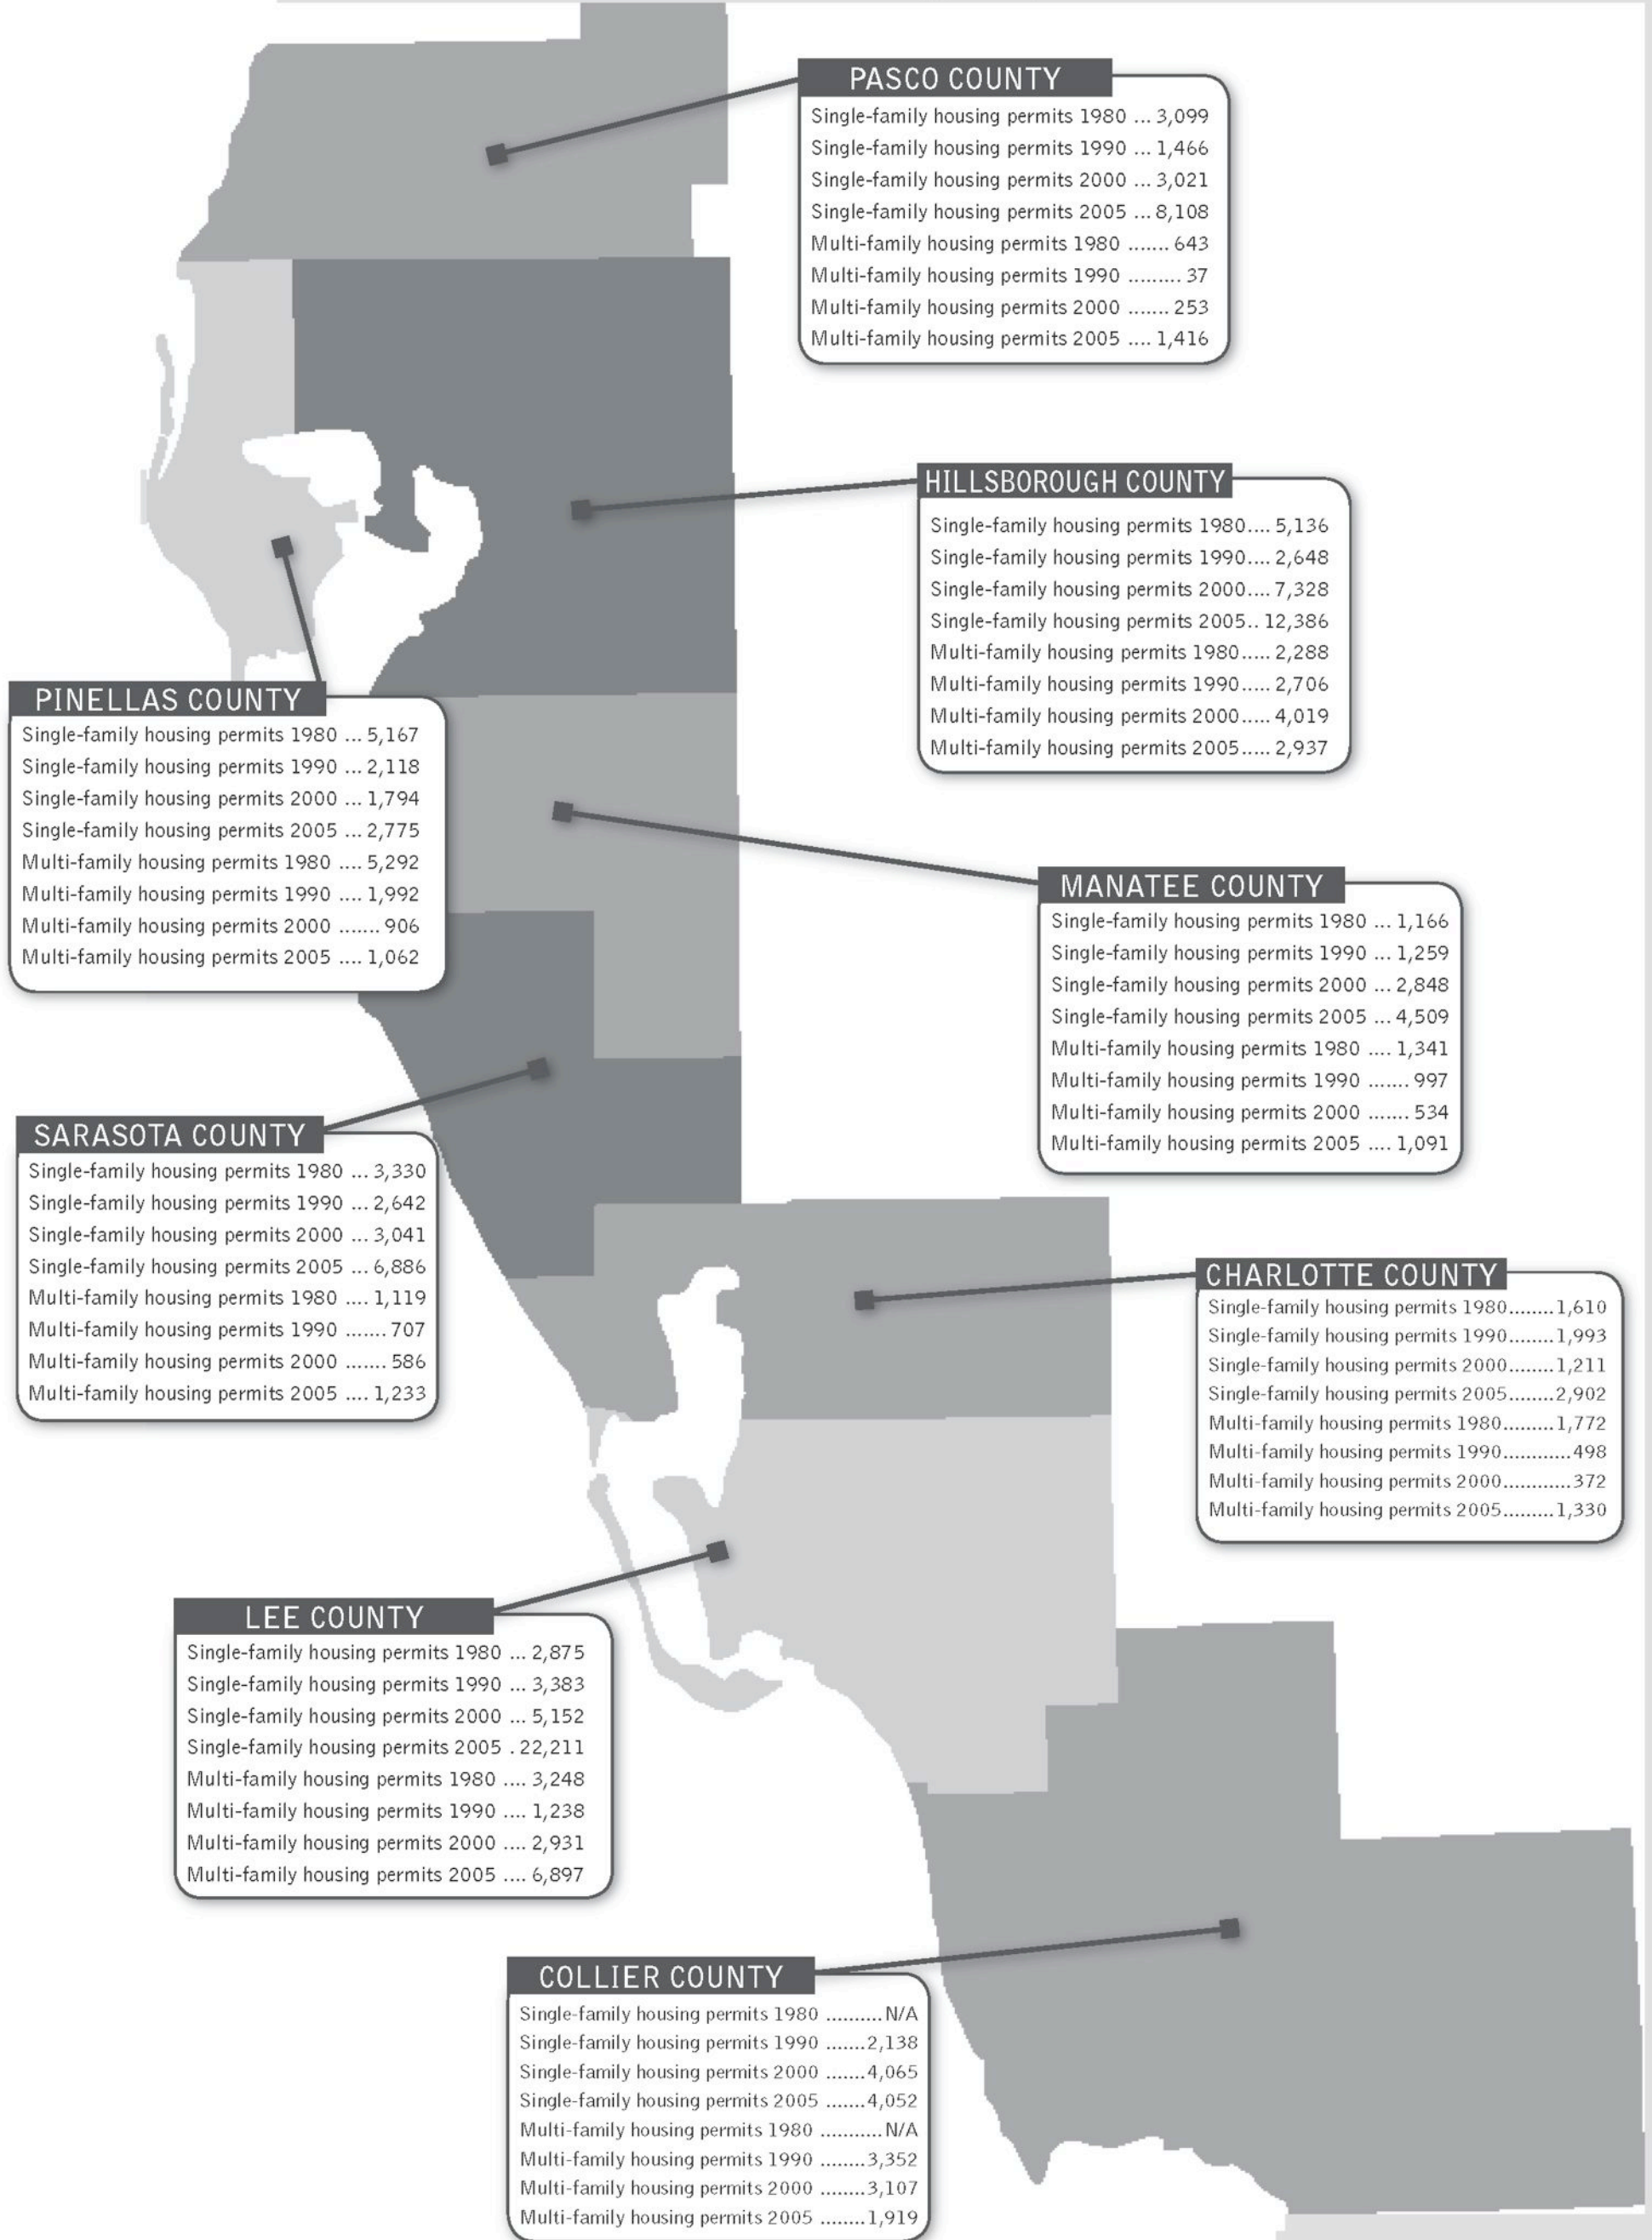 PASCO COUNTY
Single-family housing permits 1980 ... 3,099
Single-family housing permits 1990 ... 1,466
Single-family housing permits 2000 ... 3,021
Single-family housing permits 2005 ... 8,108
Multi-family housing permits 1980 ....... 643
Multi-family housing permits 1990 ......... 37
Multi-family housing permits 2000 ....... 253
Multi-family housing permits 2005 .... 1,416
HILLSBOROUGH COUNTY
Single-family housing permits 1980.... 5,136
Single-family housing permits 1990.... 2,648
Single-family housing permits 2000.... 7,328
Single-family housing permits 2005.. 12,386
Multi-family housing permits 1980..... 2,288
Multi-family housing permits 1990..... 2,706
Multi-family housing permits 2000..... 4,019
Multi-family housing permits 2005..... 2,937
PINELLAS COUNTY
Single-family housing permits 1980 ... 5,167
Single-family housing permits 1990 ... 2,118
Single-family housing permits 2000 ... 1,794
Single-family housing permits 2005 ... 2,775
Multi-family housing permits 1980 .... 5,292
Multi-family housing permits 1990 .... 1,992
Multi-family housing permits 2000 ....... 906
Multi-family housing permits 2005 .... 1,062
MANATEE COUNTY
Single-family housing permits 1980 ... 1,166
Single-family housing permits 1990 ... 1,259
Single-family housing permits 2000 ... 2,848
Single-family housing permits 2005 ... 4,509
Multi-family housing permits 1980 .... 1,341
Multi-family housing permits 1990 ....... 997
Multi-family housing permits 2000 ....... 534
Multi-family housing permits 2005 .... 1,091
SARASOTA COUNTY
Single-family housing permits 1980 ... 3,330
Single-family housing permits 1990 ... 2,642
Single-family housing permits 2000 ... 3,041
Single-family housing permits 2005 ... 6,886
Multi-family housing permits 1980 .... 1,119
Multi-family housing permits 1990 ....... 707
Multi-family housing permits 2000 ....... 586
Multi-family housing permits 2005 .... 1,233
CHARLOTTE COUNTY
Single-family housing permits 1980........1,610
Single-family housing permits 1990........1,993
Single-family housing permits 2000........1,211
Single-family housing permits 2005........2,902
Multi-family housing permits 1980.........1,772
Multi-family housing permits 1990............498
Multi-family housing permits 2000............372
Multi-family housing permits 2005.........1,330
LEE COUNTY
Single-family housing permits 1980 ... 2,875
Single-family housing permits 1990 ... 3,383
Single-family housing permits 2000 ... 5,152
Single-family housing permits 2005 . 22,211
Multi-family housing permits 1980 .... 3,248
Multi-family housing permits 1990 .... 1,238
Multi-family housing permits 2000 .... 2,931
Multi-family housing permits 2005 .... 6,897
COLLIER COUNTY
Single-family housing permits 1980 ..........N/A
Single-family housing permits 1990 .......2,138
Single-family housing permits 2000 .......4,065
Single-family housing permits 2005 .......4,052
Multi-family housing permits 1980 ...........N/A
Multi-family housing permits 1990 ........3,352
Multi-family housing permits 2000 ........3,107
Multi-family housing permits 2005 ........1,919